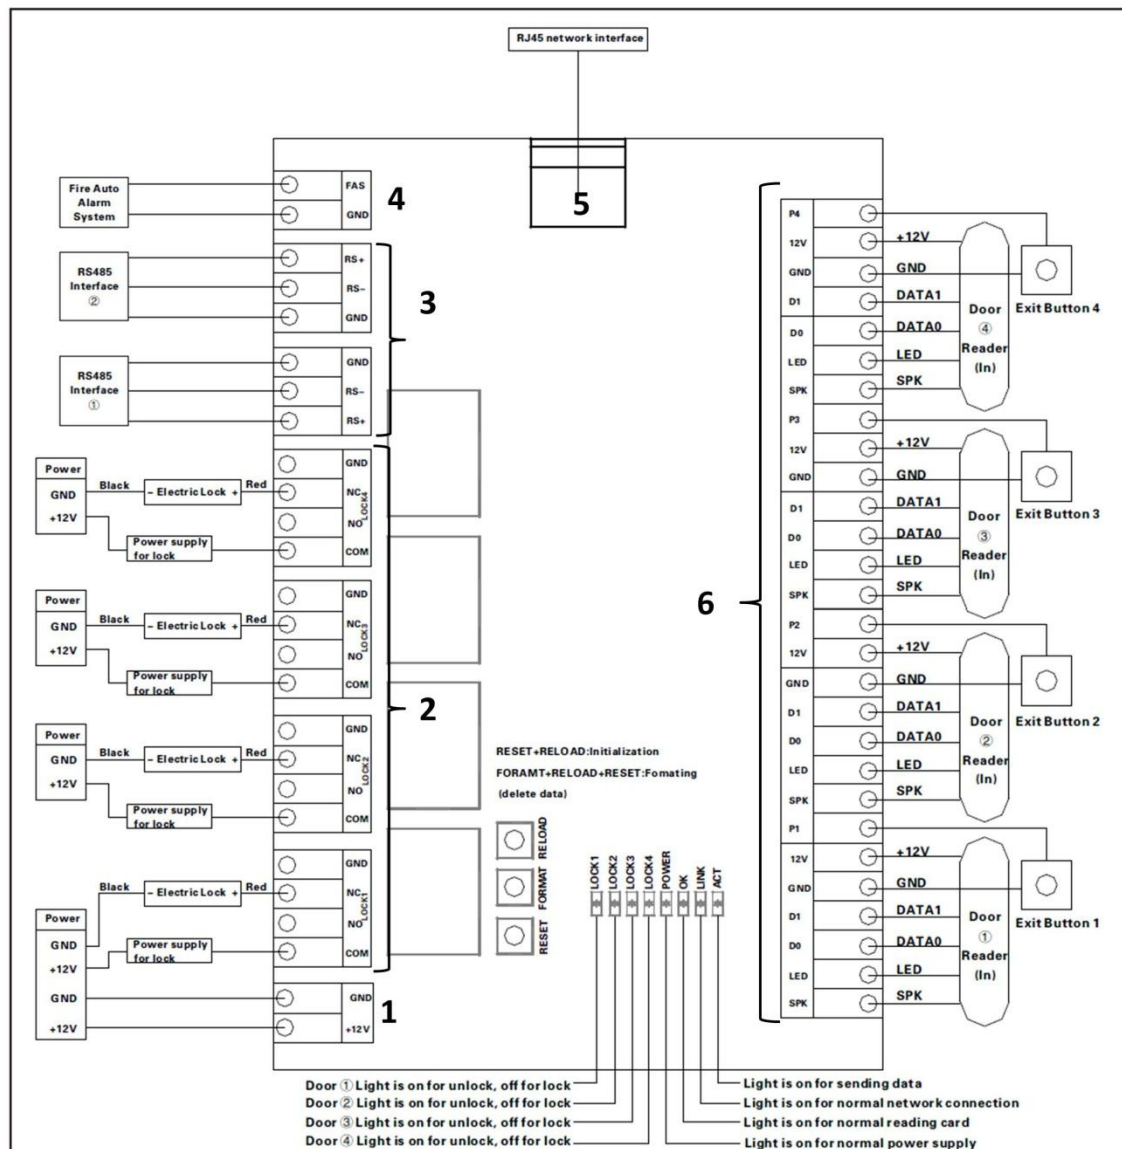 RJ45 network interface
5
Fire Auto
Alarm
System
FAS
GND
4
RS485
Interface
②
RS+
RS-
GND
3
RS485
Interface
①
GND
RS-
RS+
Power
GND
+12V
Black
- Electric Lock +
Red
Power supply
for lock
GND
NC
NO
COM
LOCK4
Power
GND
+12V
Black
- Electric Lock +
Red
Power supply
for lock
GND
NC
NO
COM
LOCK3
2
Power
GND
+12V
Black
- Electric Lock +
Red
Power supply
for lock
GND
NC
NO
COM
LOCK2
Power
GND
+12V
GND
+12V
Black
- Electric Lock +
Red
Power supply
for lock
GND
NC
NO
COM
LOCK1
GND
+12V
1
RESET+RELOAD:Initialization
FORAMT+RELOAD+RESET:Fomating
(delete data)
RELOAD
FORMAT
RESET
LOCK1
LOCK2
LOCK3
LOCK4
POWER
OK
LINK
ACT
6
P4
12V
GND
D1
D0
LED
SPK
+12V
GND
DATA1
DATA0
LED
SPK
Door
④
Reader
(In)
Exit Button 4
P3
12V
GND
D1
D0
LED
SPK
+12V
GND
DATA1
DATA0
LED
SPK
Door
③
Reader
(In)
Exit Button 3
P2
12V
GND
D1
D0
LED
SPK
+12V
GND
DATA1
DATA0
LED
SPK
Door
②
Reader
(In)
Exit Button 2
P1
12V
GND
D1
D0
LED
SPK
+12V
GND
DATA1
DATA0
LED
SPK
Door
①
Reader
(In)
Exit Button 1
Door ① Light is on for unlock, off for lock
Door ② Light is on for unlock, off for lock
Door ③ Light is on for unlock, off for lock
Door ④ Light is on for unlock, off for lock
Light is on for sending data
Light is on for normal network connection
Light is on for normal reading card
Light is on for normal power supply